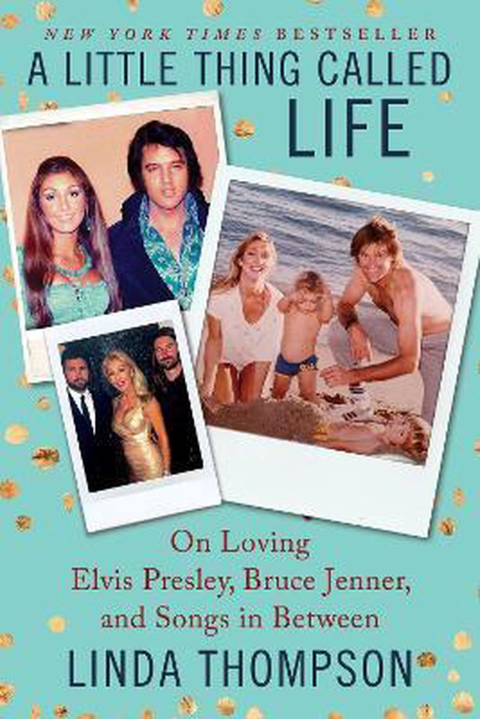 NEW YORK TIMES BESTSELLER
A LITTLE THING CALLED
LIFE
On Loving
Elvis Presley, Bruce Jenner,
and Songs in Between
LINDA THOMPSON